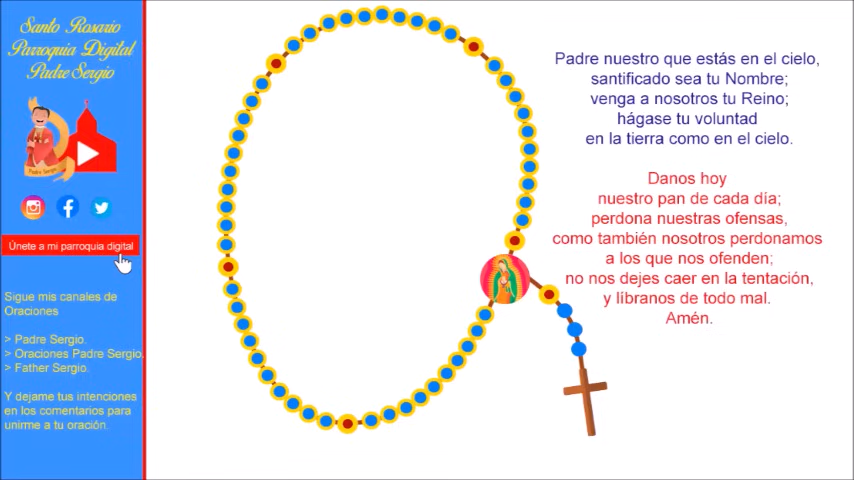 Santo Rosario
Parroquia Digital
Padre Sergio
Padre Sergio
Únete a mi parroquia digital
Sigue mis canales de
Oraciones
> Padre Sergio.
> Oraciones Padre Sergio.
> Father Sergio.
Y dejame tus intenciones
en los comentarios para
unirme a tu oración.
Padre nuestro que estás en el cielo,
santificado sea tu Nombre;
venga a nosotros tu Reino;
hágase tu voluntad
en la tierra como en el cielo.
Danos hoy
nuestro pan de cada día;
perdona nuestras ofensas,
como también nosotros perdonamos
a los que nos ofenden;
no nos dejes caer en la tentación,
y líbranos de todo mal.
Amén.